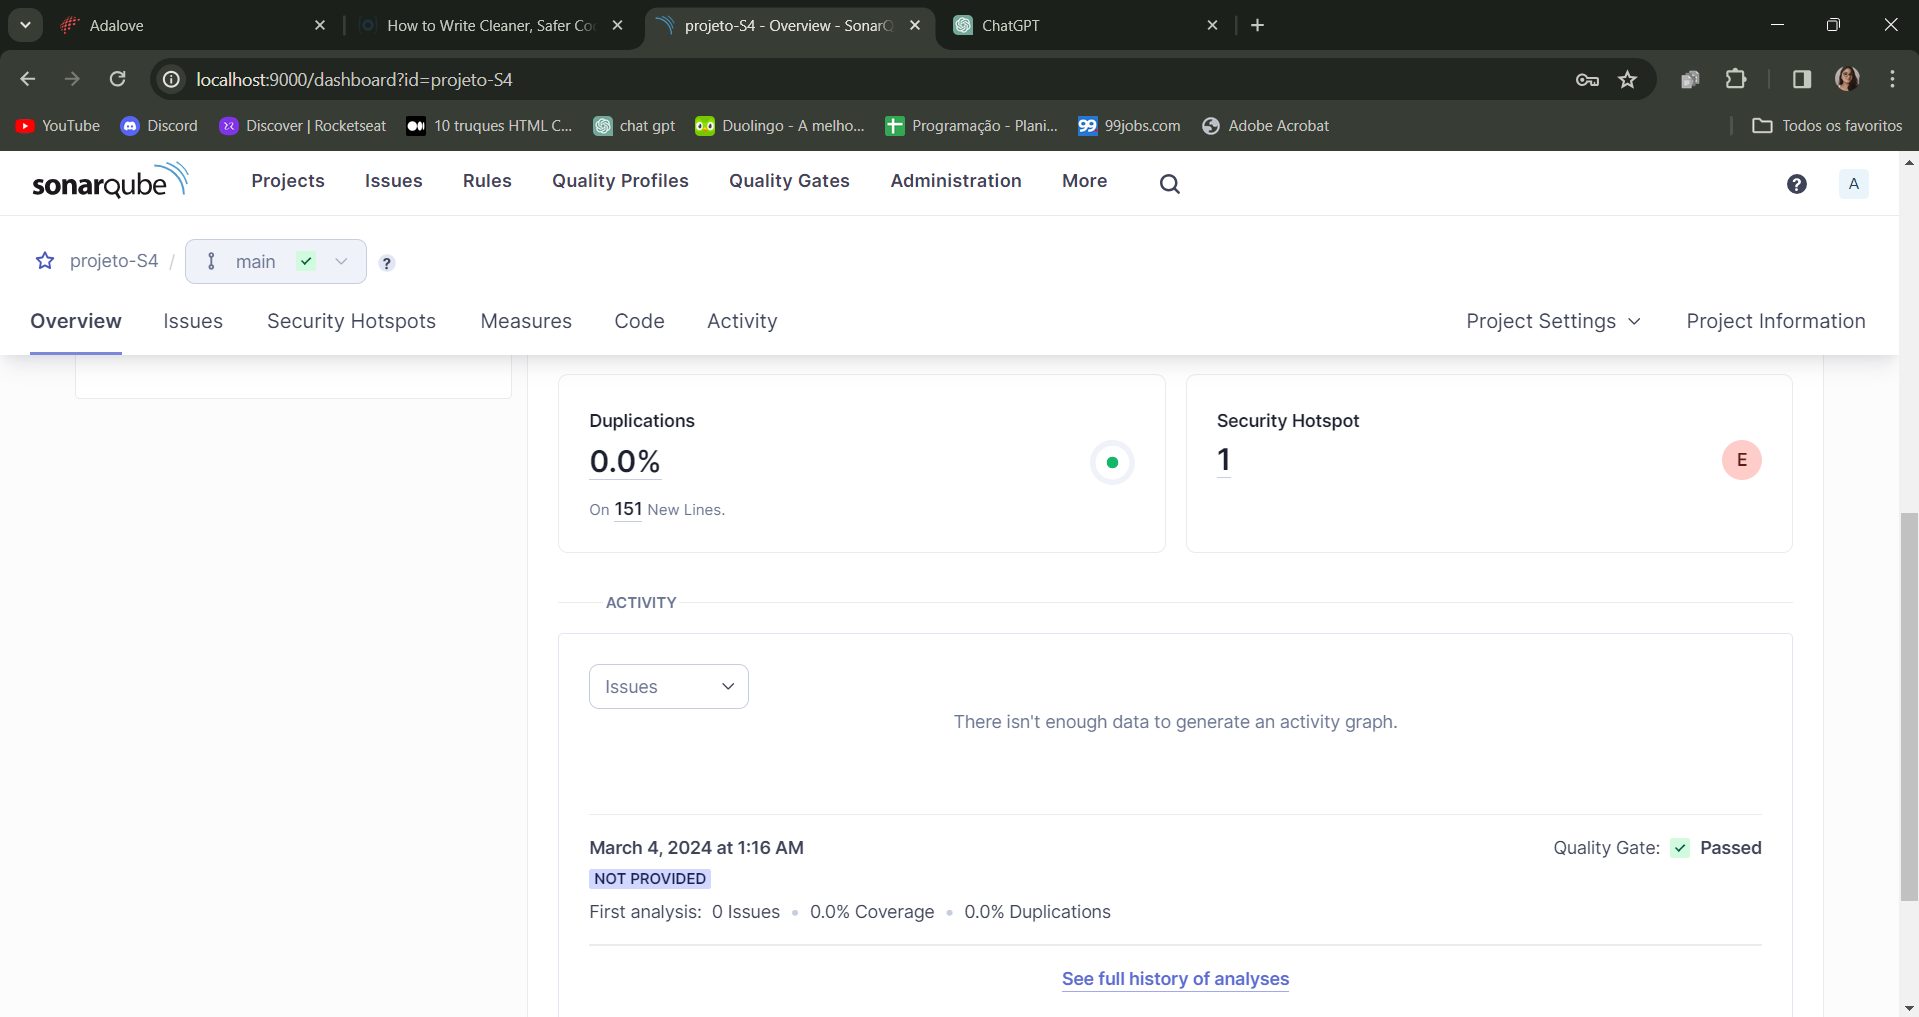 Adalove
How to Write Cleaner, Safer Co
projeto-S4 - Overview - SonarQ
ChatGPT
localhost:9000/dashboard?id=projeto-S4
YouTube
Discord
Discover | Rocketseat
10 truques HTML C...
chat gpt
Duolingo - A melho...
Programação - Plani...
99
99jobs.com
Adobe Acrobat
Todos os favoritos
sonarqube
Projects
Issues
Rules
Quality Profiles
Quality Gates
Administration
More
?
A
projeto-S4 /
main
?
Overview
Issues
Security Hotspots
Measures
Code
Activity
Project Settings
Project Information
Duplications
0.0%
On 151 New Lines.
Security Hotspot
1
E
ACTIVITY
Issues
There isn't enough data to generate an activity graph.
March 4, 2024 at 1:16 AM
Quality Gate: Passed
NOT PROVIDED
First analysis: 0 Issues • 0.0% Coverage • 0.0% Duplications
See full history of analyses